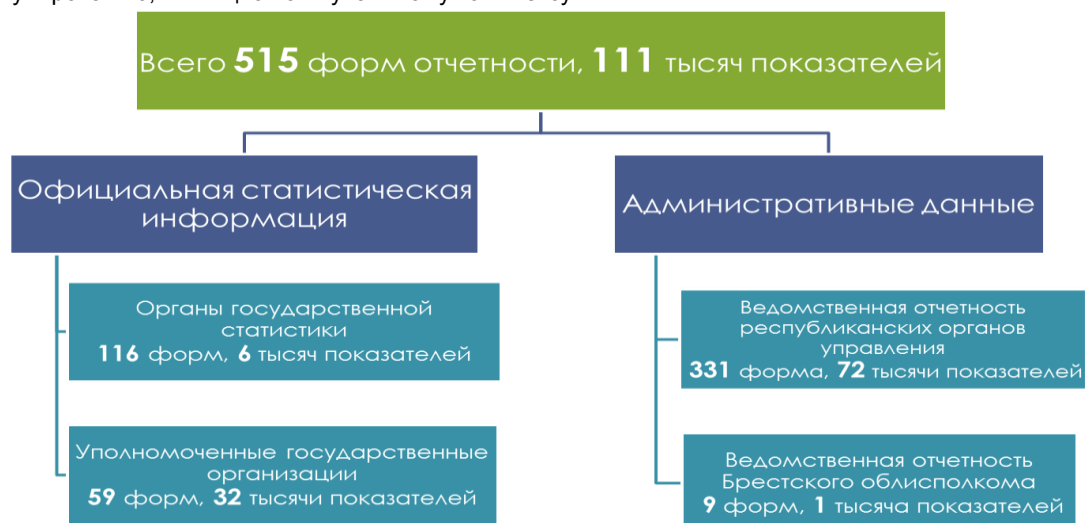 Всего 515 форм отчетности, 111 тысяч показателей
Официальная статистическая
информация
Административные данные
Органы государственной
статистики
116 форм, 6 тысяч показателей
Уполномоченные государственные
организации
59 форм, 32 тысячи показателей
Ведомственная отчетность
республиканских органов
управления
331 форма, 72 тысячи показателей
Ведомственная отчетность
Брестского облисполкома
9 форм, 1 тысяча показателей